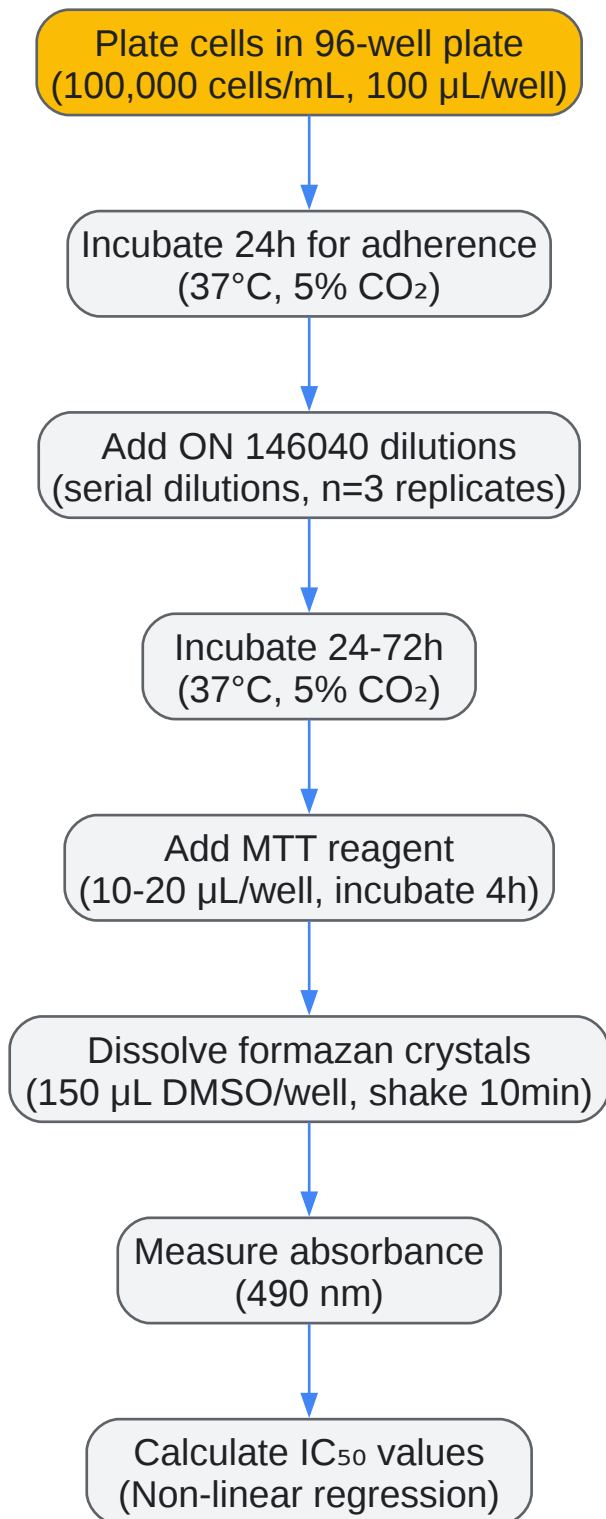 Plate cells in 96-well plate
(100,000 cells/mL, 100 μL/well)
Incubate 24h for adherence
(37°C, 5% CO₂)
Add ON 146040 dilutions
(serial dilutions, n=3 replicates)
Incubate 24-72h
(37°C, 5% CO₂)
Add MTT reagent
(10-20 μL/well, incubate 4h)
Dissolve formazan crystals
(150 μL DMSO/well, shake 10min)
Measure absorbance
(490 nm)
Calculate IC₅₀ values
(Non-linear regression)